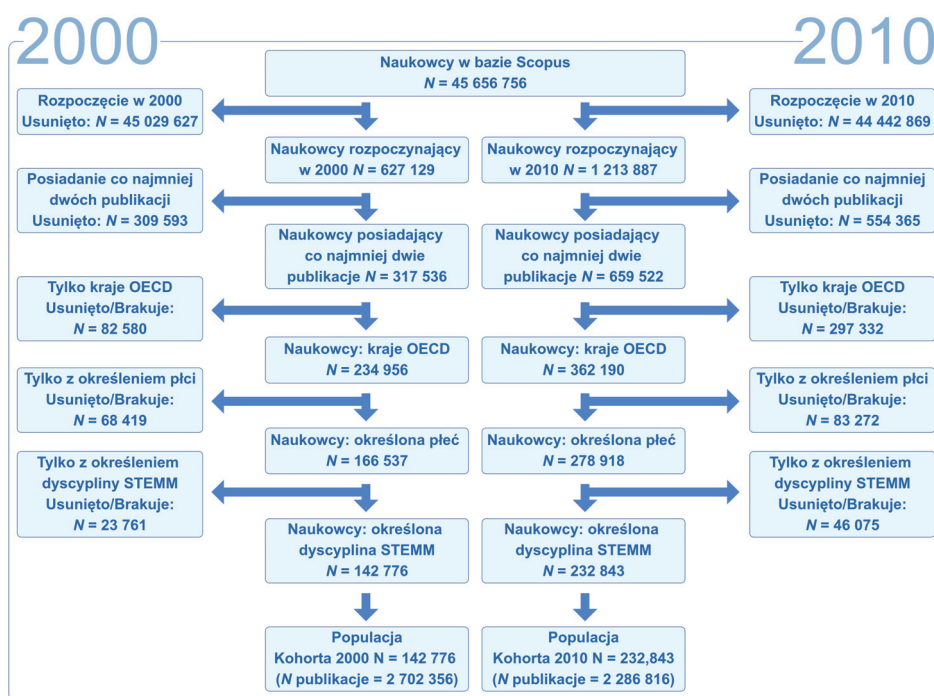 2000
2010
Naukowcy w bazie Scopus
N = 45 656 756
Rozpoczęcie w 2000
Usunięto: N = 45 029 627
Rozpoczęcie w 2010
Usunięto: N = 44 442 869
Naukowcy rozpoczynający
w 2000 N = 627 129
Naukowcy rozpoczynający
w 2010 N = 1 213 887
Posiadanie co najmniej
dwóch publikacji
Usunięto: N = 309 593
Posiadanie co najmniej
dwóch publikacji
Usunięto: N = 554 365
Naukowcy posiadający
co najmniej dwie
publikacje N = 317 536
Naukowcy posiadający
co najmniej dwie
publikacje N = 659 522
Tylko kraje OECD
Usunięto/Brakuje:
N = 82 580
Tylko kraje OECD
Usunięto/Brakuje:
N = 297 332
Naukowcy: kraje OECD
N = 234 956
Naukowcy: kraje OECD
N = 362 190
Tylko z określeniem płci
Usunięto/Brakuje:
N = 68 419
Tylko z określeniem płci
Usunięto/Brakuje:
N = 83 272
Naukowcy: określona płeć
N = 166 537
Naukowcy: określona płeć
N = 278 918
Tylko z określeniem
dyscypliny STEMM
Usunięto/Brakuje:
N = 23 761
Tylko z określeniem
dyscypliny STEMM
Usunięto/Brakuje:
N = 46 075
Naukowcy: określona
dyscyplina STEMM
N = 142 776
Naukowcy: określona
dyscyplina STEMM
N = 232 843
Populacja
Kohorta 2000 N = 142 776
(N publikacje = 2 702 356)
Populacja
Kohorta 2010 N = 232,843
(N publikacje = 2 286 816)